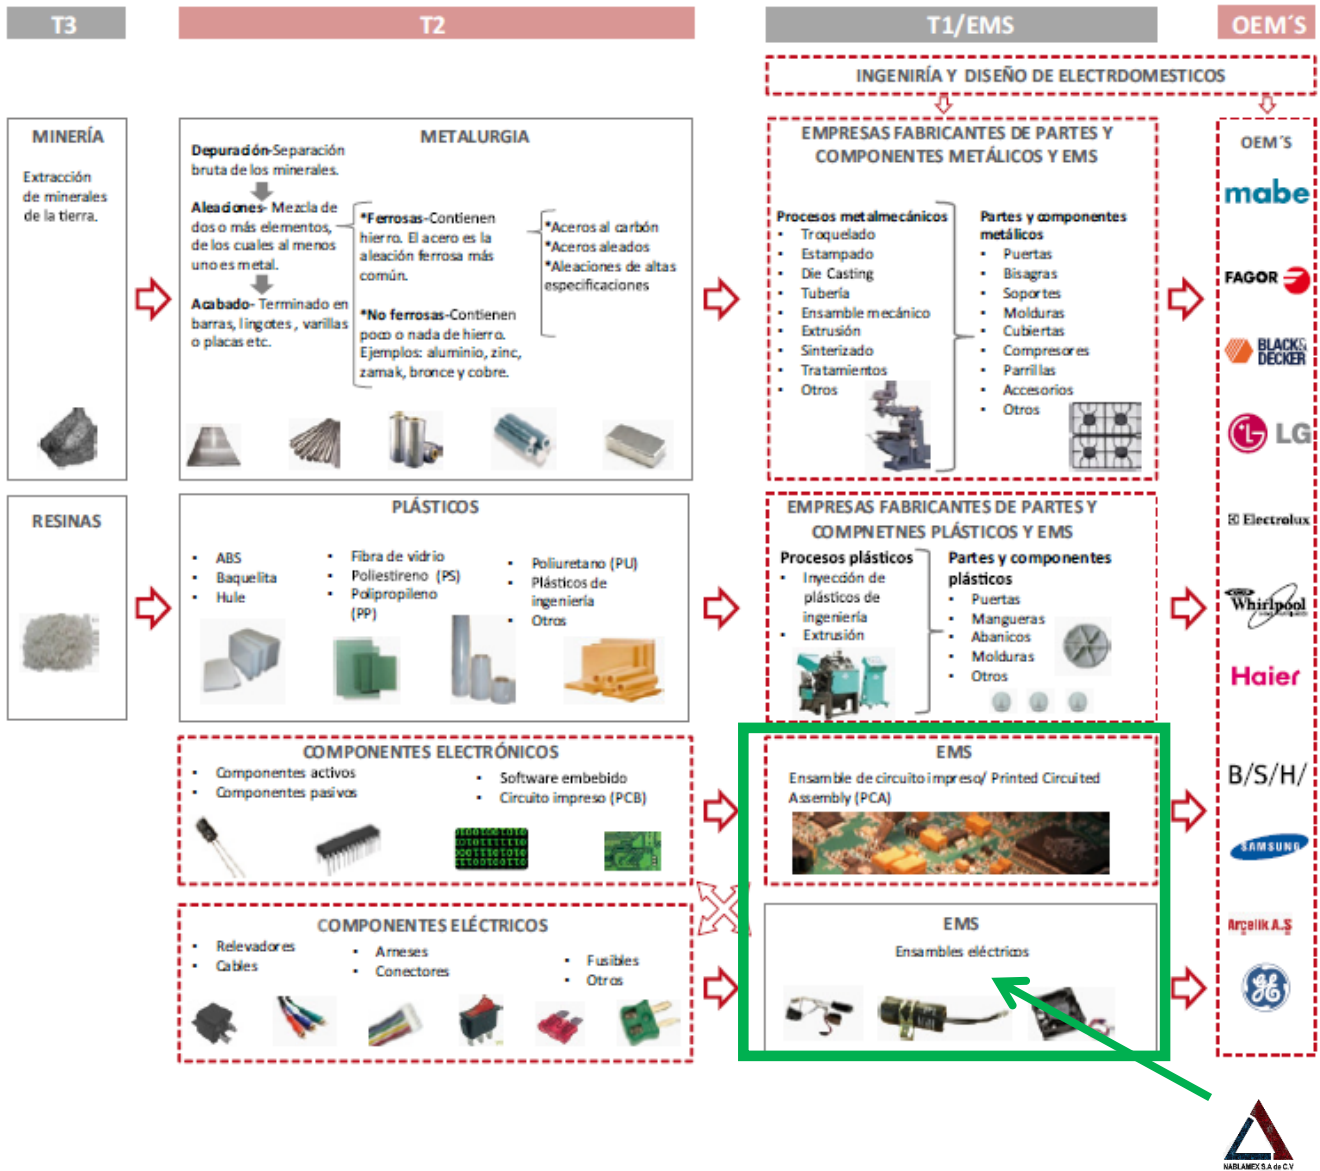 T3
T2
T1/EMS
OEM´S
INGENIRÍA Y DISEÑO DE ELECTRDOMESTICOS
MINERÍA
Extracción
de minerales
de la tierra.
METALURGIA
Depuración-Separación
bruta de los minerales.
Aleaciones- Mezcla de
dos o más elementos,
de los cuales al menos
uno es metal.
Acabado- Terminado en
barras, lingotes , varillas
o placas etc.
*Ferrosas-Contienen
hierro. El acero es la
aleación ferrosa más
común.
*No ferrosas-Contienen
poco o nada de hierro.
Ejemplos: aluminio, zinc,
zamak, bronce y cobre.
*Aceros al carbón
*Aceros aleados
*Aleaciones de altas
especificaciones
EMPRESAS FABRICANTES DE PARTES Y
COMPONENTES METÁLICOS Y EMS
Procesos metalmecánicos
• Troquelado
• Estampado
• Die Casting
• Tubería
• Ensamble mecánico
• Extrusión
• Sinterizado
• Tratamientos
• Otros
Partes y componentes
metálicos
• Puertas
• Bisagras
• Soportes
• Molduras
• Cubiertas
• Compresores
• Parrillas
• Accesorios
• Otros
OEM´S
mabe
FAGOR
BLACK&
DECKER
LG
Electrolux
Whirlpool
Haier
B/S/H/
SAMSUNG
Arçelik A.Ş
RESINAS
PLÁSTICOS
• ABS
• Baquelita
• Hule
• Fibra de vidrio
• Poliestireno (PS)
• Polipropileno
(PP)
• Poliuretano (PU)
• Plásticos de
ingeniería
• Otros
EMPRESAS FABRICANTES DE PARTES Y
COMPNETNES PLÁSTICOS Y EMS
Procesos plásticos
• Inyección de
plásticos de
ingeniería
• Extrusión
Partes y componentes
plásticos
• Puertas
• Mangueras
• Abanicos
• Molduras
• Otros
COMPONENTES ELECTRÓNICOS
• Componentes activos
• Componentes pasivos
• Software embebido
• Circuito impreso (PCB)
EMS
Ensamble de circuito impreso/ Printed Circuited
Assembly (PCA)
COMPONENTES ELÉCTRICOS
• Relevadores
• Cables
• Arneses
• Conectores
• Fusibles
• Otros
EMS
Ensambles eléctricos
NABLAMEX S.A de C.V